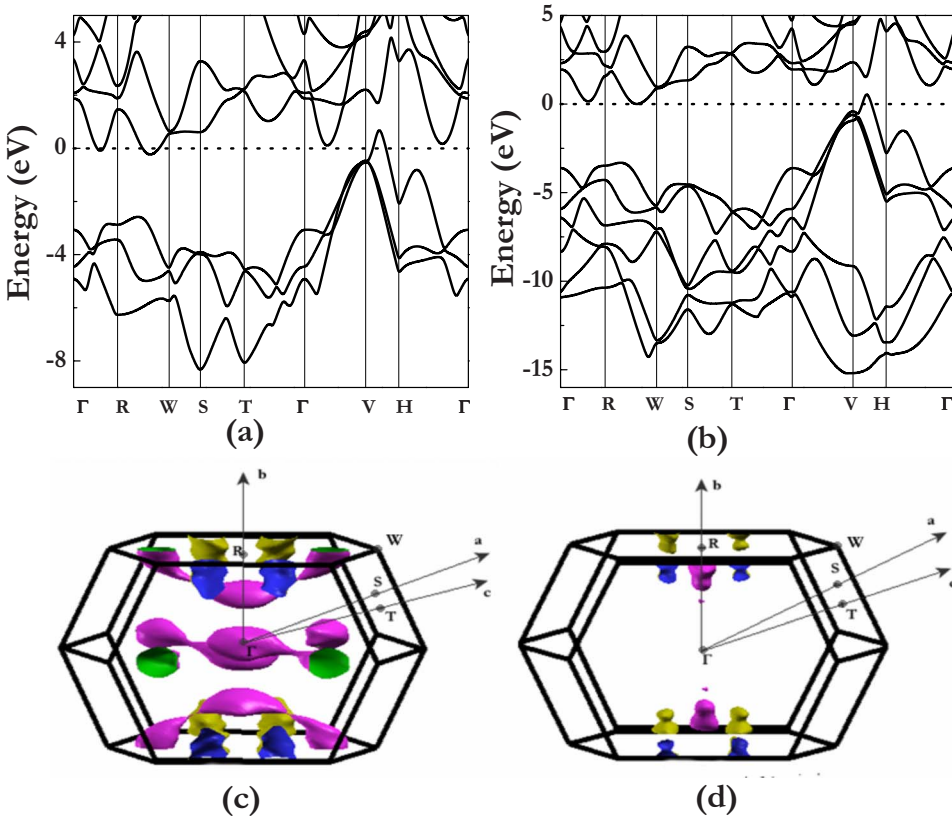 4
0
-4
-8
Energy (eV)
Γ R W S T Γ V H Γ
(a)
5
0
-5
-10
-15
Energy (eV)
Γ R W S T Γ V H Γ
(b)
b
R
W
a
S
c
T
Γ
(c)
b
R
W
a
S
T
Γ
(d)